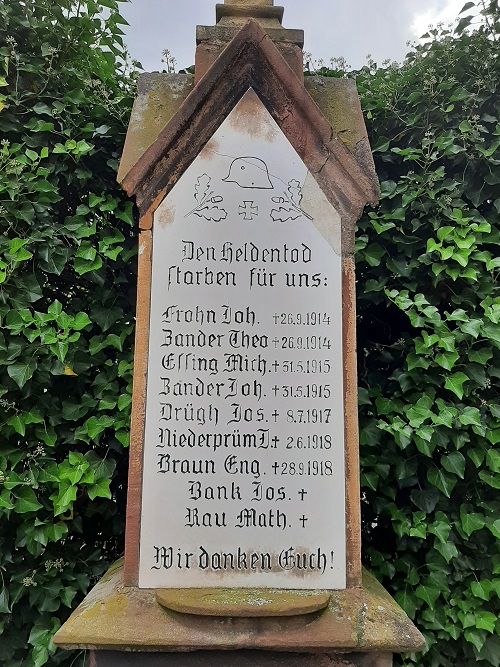 Den Heldentod
starben für uns:
Frohn Joh. +26.9.1914
Zander Theo +26.9.1914
Essing Mich. +31.5.1915
Zander Joh. +31.5.1915
Drügh Jos. + 8.7.1917
Niederprüm J. + 2.6.1918
Braun Eng. +28.9.1918
Bank Jos. +
Rau Math. +
Wir danken Euch!